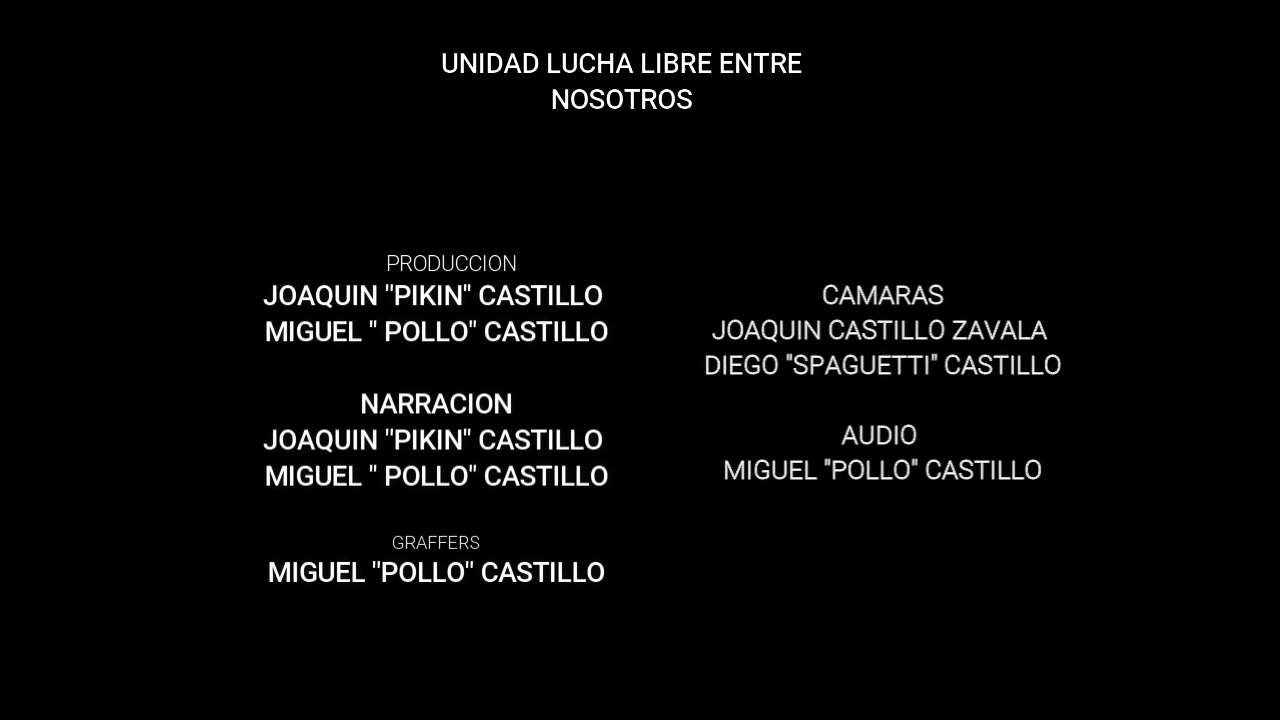 UNIDAD LUCHA LIBRE ENTRE
NOSOTROS
PRODUCCION
JOAQUIN "PIKIN" CASTILLO
MIGUEL " POLLO" CASTILLO
NARRACION
JOAQUIN "PIKIN" CASTILLO
MIGUEL " POLLO" CASTILLO
GRAFFERS
MIGUEL "POLLO" CASTILLO
CAMARAS
JOAQUIN CASTILLO ZAVALA
DIEGO "SPAGUETTI" CASTILLO
AUDIO
MIGUEL "POLLO" CASTILLO